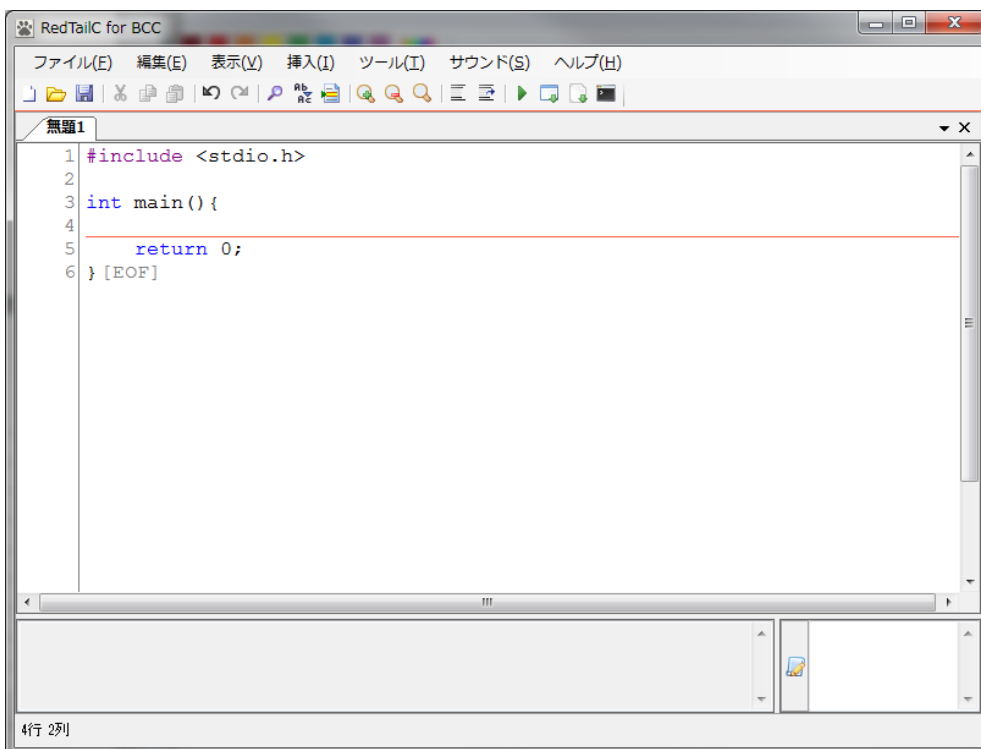 RedTailC for BCC
ファイル(F) 編集(E) 表示(V) 挿入(I) ツール(T) サウンド(S) ヘルプ(H)
無題1
1 #include <stdio.h>
2
3 int main(){
4
5 return 0;
6 }[EOF]
4行 2列